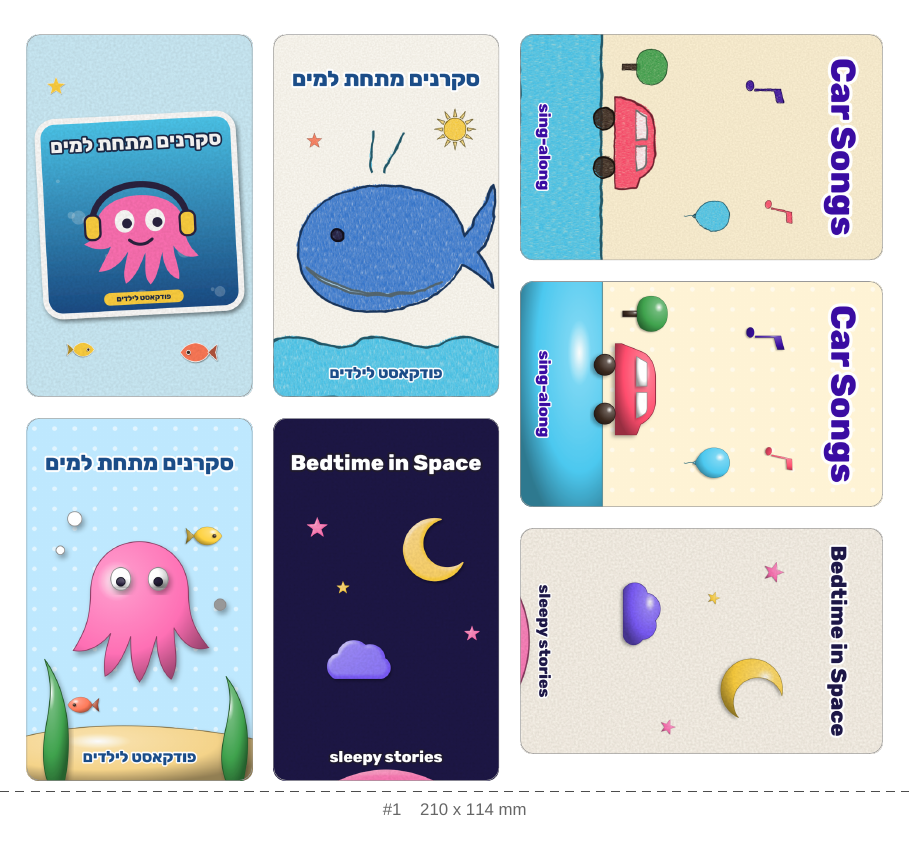 סקרנים מתחת למים
פודקאסט לילדים
סקרנים מתחת למים
פודקאסט לילדים
Car Songs
sing-along
Car Songs
sing-along
סקרנים מתחת למים
פודקאסט לילדים
Bedtime in Space
sleepy stories
Bedtime in Space
sleepy stories
#1 210 x 114 mm